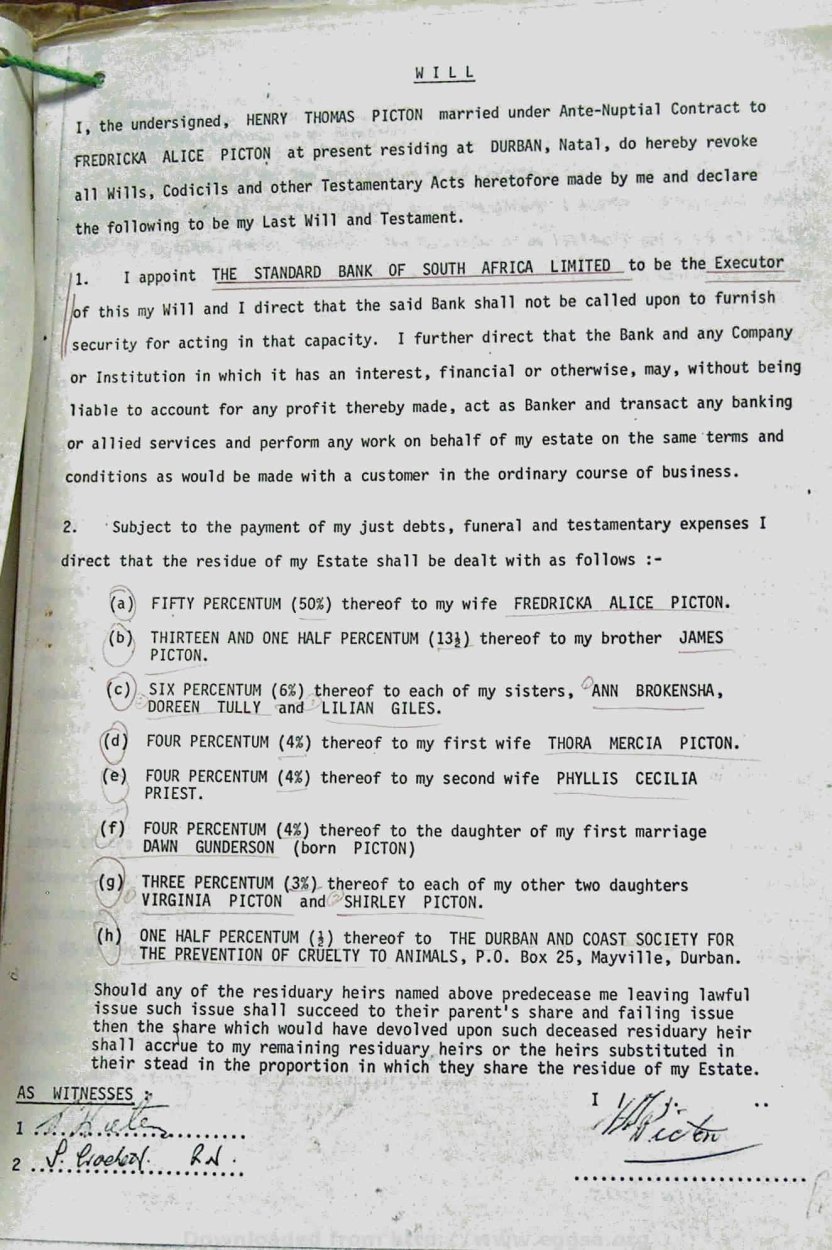 WILL
I, the undersigned, HENRY THOMAS PICTON married under Ante-Nuptial Contract to
FREDRICKA ALICE PICTON at present residing at DURBAN, Natal, do hereby revoke
all Wills, Codicils and other Testamentary Acts heretofore made by me and declare
the following to be my Last Will and Testament.
1. I appoint THE STANDARD BANK OF SOUTH AFRICA LIMITED to be the Executor
of this my Will and I direct that the said Bank shall not be called upon to furnish
security for acting in that capacity. I further direct that the Bank and any Company
or Institution in which it has an interest, financial or otherwise, may, without being
liable to account for any profit thereby made, act as Banker and transact any banking
or allied services and perform any work on behalf of my estate on the same terms and
conditions as would be made with a customer in the ordinary course of business.
2. Subject to the payment of my just debts, funeral and testamentary expenses I
direct that the residue of my Estate shall be dealt with as follows :-
(a) FIFTY PERCENTUM (50%) thereof to my wife FREDRICKA ALICE PICTON.
(b) THIRTEEN AND ONE HALF PERCENTUM (13½) thereof to my brother JAMES
PICTON.
(c) SIX PERCENTUM (6%) thereof to each of my sisters, ANN BROKENSHA,
DOREEN TULLY and LILIAN GILES.
(d) FOUR PERCENTUM (4%) thereof to my first wife THORA MERCIA PICTON.
(e) FOUR PERCENTUM (4%) thereof to my second wife PHYLLIS CECILIA
PRIEST.
(f) FOUR PERCENTUM (4%) thereof to the daughter of my first marriage
DAWN GUNDERSON (born PICTON)
(g) THREE PERCENTUM (3%) thereof to each of my other two daughters
VIRGINIA PICTON and SHIRLEY PICTON.
(h) ONE HALF PERCENTUM (½) thereof to THE DURBAN AND COAST SOCIETY FOR
THE PREVENTION OF CRUELTY TO ANIMALS, P.O. Box 25, Mayville, Durban.
Should any of the residuary heirs named above predecease me leaving lawful
issue such issue shall succeed to their parent's share and failing issue
then the share which would have devolved upon such deceased residuary heir
shall accrue to my remaining residuary heirs or the heirs substituted in
their stead in the proportion in which they share the residue of my Estate.
AS WITNESSES :-
1
2
Picton
Downloaded from http://www.eggsa.org